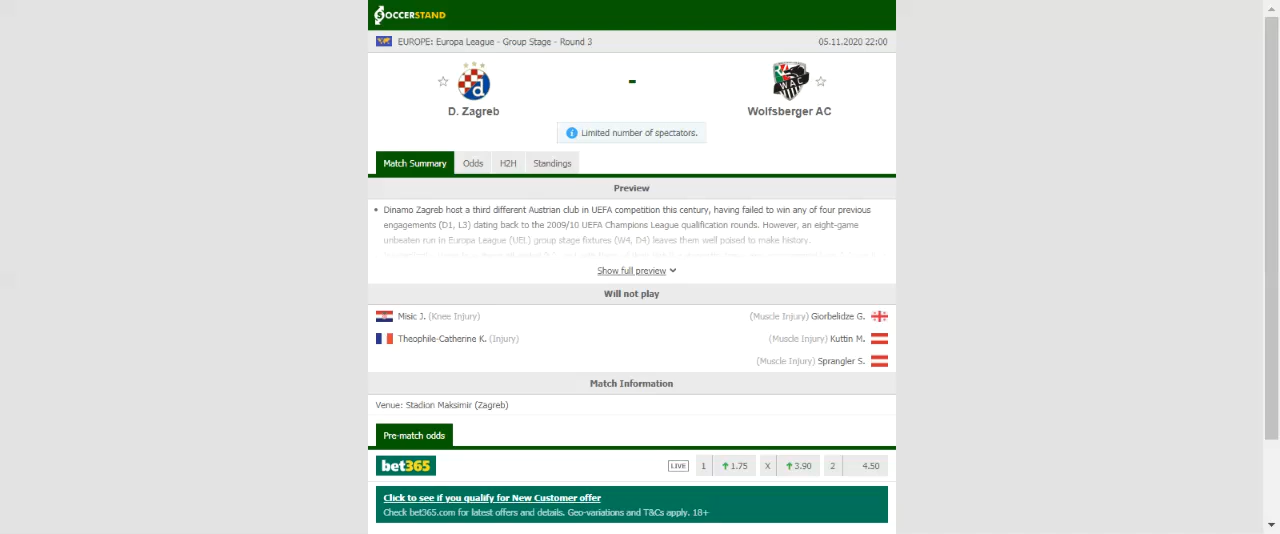 SOCCERSTAND
EUROPE: Europa League - Group Stage - Round 3
05.11.2020 22:00
WAC
-
D. Zagreb
Wolfsberger AC
Limited number of spectators.
Match Summary Odds H2H Standings
Preview
Dinamo Zagreb host a third different Austrian club in UEFA competition this century, having failed to win any of four previous
engagements (D1, L3) dating back to the 2009/10 UEFA Champions League qualification rounds. However, an eight-game
unbeaten run in Europa League (UEL) group stage fixtures (W4, D4) leaves them well poised to make history.
Show full preview
Will not play
Misic J. (Knee Injury)
(Muscle Injury) Giorbelidze G.
Theophile-Catherine K. (Injury)
(Muscle Injury) Kuttin M.
(Muscle Injury) Sprangler S.
Match Information
Venue: Stadion Maksimir (Zagreb)
Pre-match odds
bet365
LIVE 1 1.75 X 3.90 2 4.50
Click to see if you qualify for New Customer offer
Check bet365.com for latest offers and details. Geo-variations and T&Cs apply. 18+